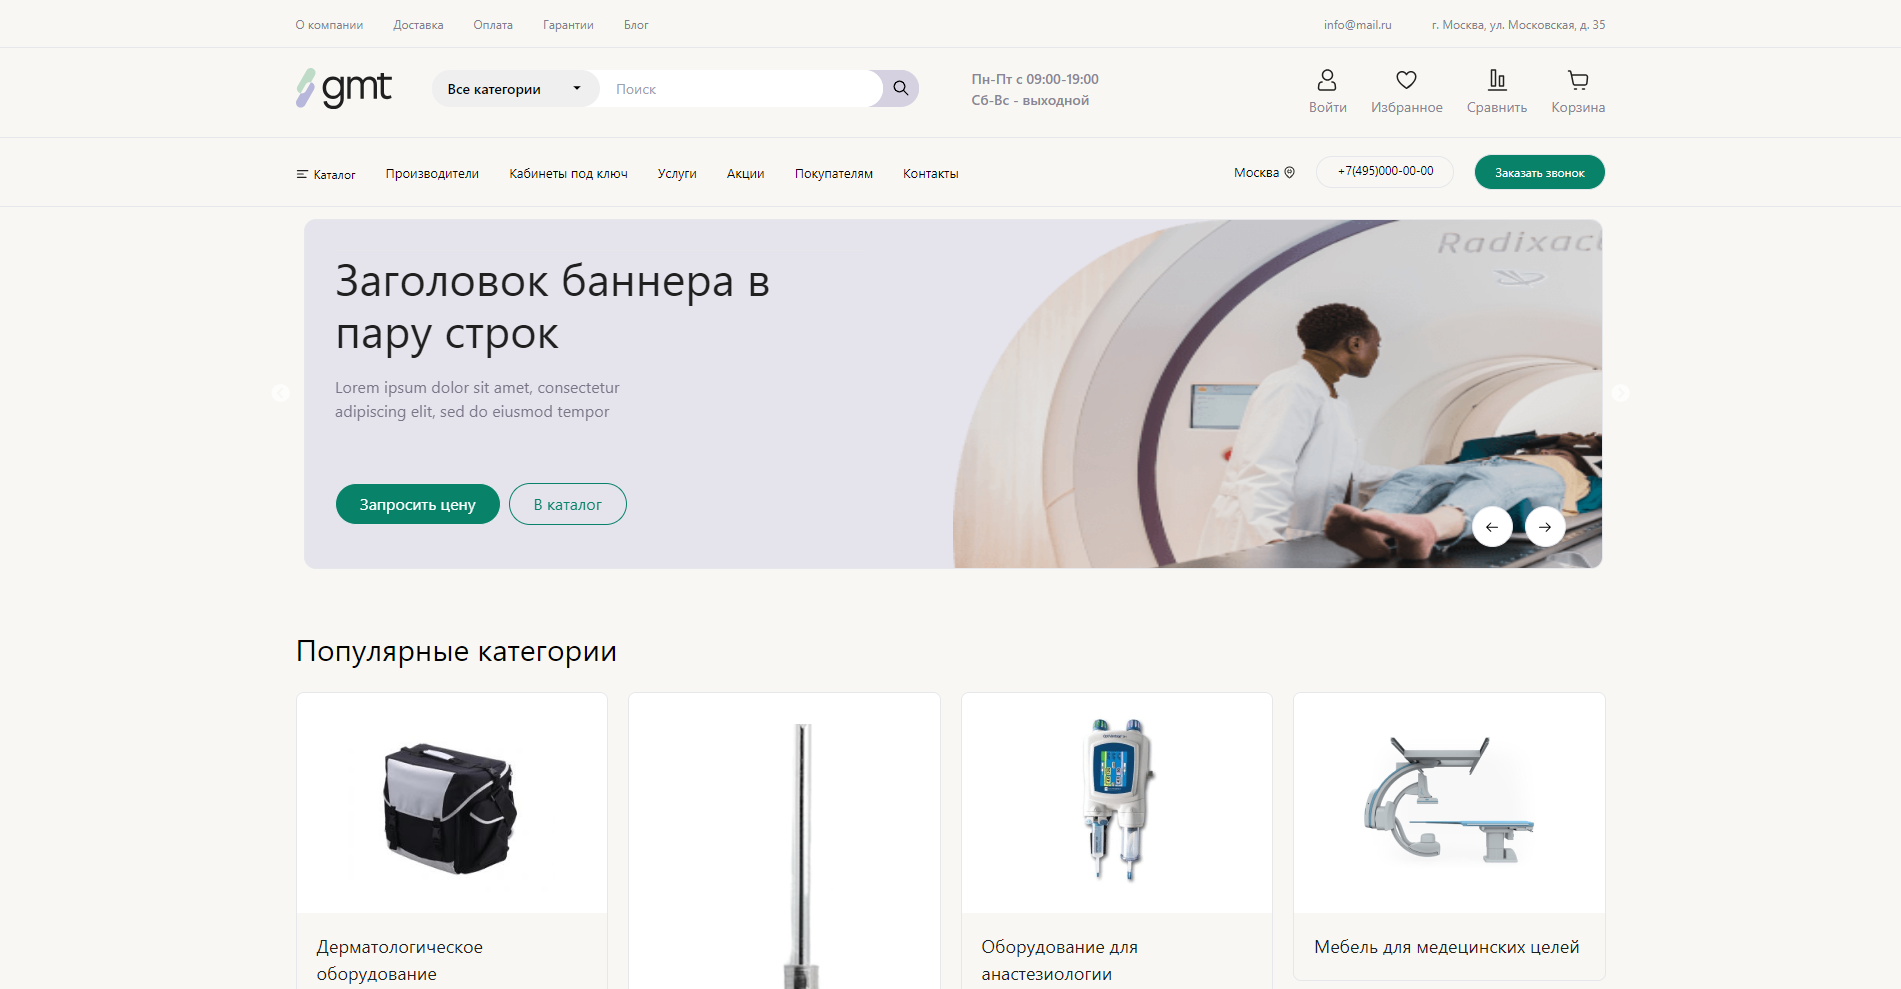 О компании Доставка Оплата Гарантии Блог info@mail.ru г. Москва, ул. Московская, д. 35
gmt Все категории Поиск
Пн-Пт с 09:00-19:00
Сб-Вс - выходной
Войти Избранное Сравнить Корзина
Каталог Производители Кабинеты под ключ Услуги Акции Покупателям Контакты Москва +7(495)000-00-00 Заказать звонок
Radixact
Заголовок баннера в
пару строк
Lorem ipsum dolor sit amet, consectetur
adipiscing elit, sed do eiusmod tempor
Запросить цену В каталог
Популярные категории
Дерматологическое
оборудование
Оборудование для
анастезиологии
Мебель для медецинских целей